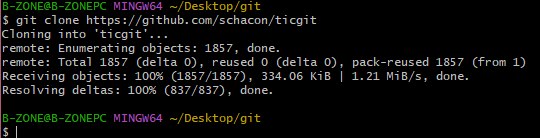 B-ZONE@B-ZONEPC MINGW64 ~/Desktop/git
$ git clone https://github.com/schacon/ticgit
Cloning into 'ticgit'...
remote: Enumerating objects: 1857, done.
remote: Total 1857 (delta 0), reused 0 (delta 0), pack-reused 1857 (from 1)
Receiving objects: 100% (1857/1857), 334.06 KiB | 1.21 MiB/s, done.
Resolving deltas: 100% (837/837), done.
B-ZONE@B-ZONEPC MINGW64 ~/Desktop/git
$